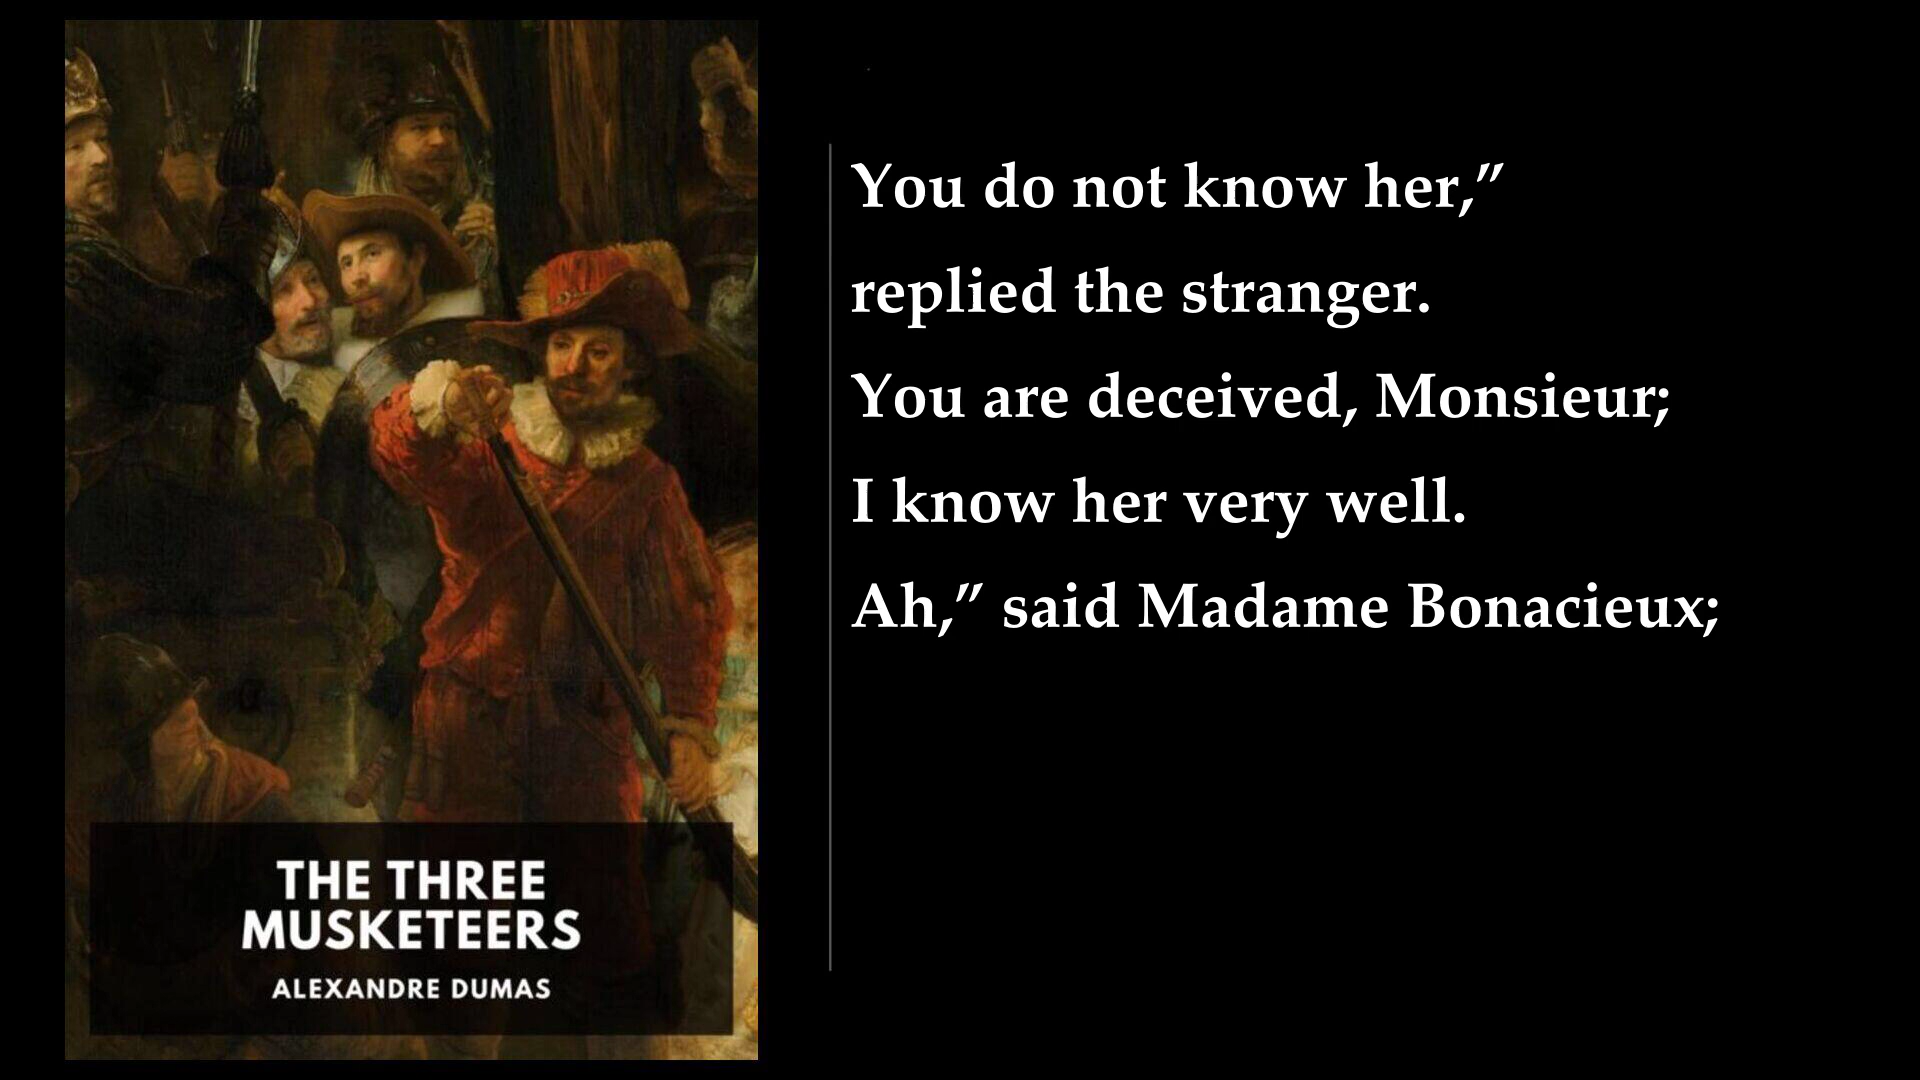 THE THREE
MUSKETEERS
ALEXANDRE DUMAS
You do not know her,”
replied the stranger.
You are deceived, Monsieur;
I know her very well.
Ah,” said Madame Bonacieux;